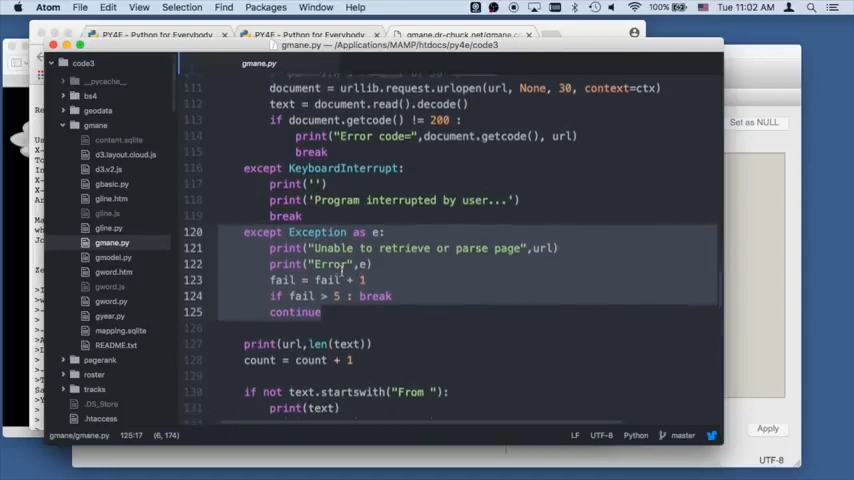 Atom File Edit View Selection Find Packages Window Help 100% Tue 11:02 AM
PY4E - Python for Everybody PY4E - Python for Everybody gmane.dr-chuck.net/gmane.c
gmane.py — /Applications/MAMP/htdocs/py4e/code3
code3
gmane.py
__pycache__
bs4
geodata
gmane
content.sqlite
d3.layout.cloud.js
d3.v2.js
gbasic.py
gline.htm
gline.js
gline.py
gmane.py
gmodel.py
gword.htm
gword.js
gword.py
gyear.py
mapping.sqlite
README.txt
pagerank
roster
tracks
.DS_Store
.htaccess
111 document = urllib.request.urlopen(url, None, 30, context=ctx)
112 text = document.read().decode()
113 if document.getcode() != 200 :
114 print("Error code=",document.getcode(), url)
115 break
116 except KeyboardInterrupt:
117 print('')
118 print('Program interrupted by user...')
119 break
120 except Exception as e:
121 print("Unable to retrieve or parse page",url)
122 print("Error",e)
123 fail = fail + 1
124 if fail > 5 : break
125 continue
126
127 print(url,len(text))
128 count = count + 1
129
130 if not text.startswith("From "):
131 print(text)
gmane/gmane.py 125:17 (6, 174) LF UTF-8 Python master
Set as NULL
Apply
UTF-8